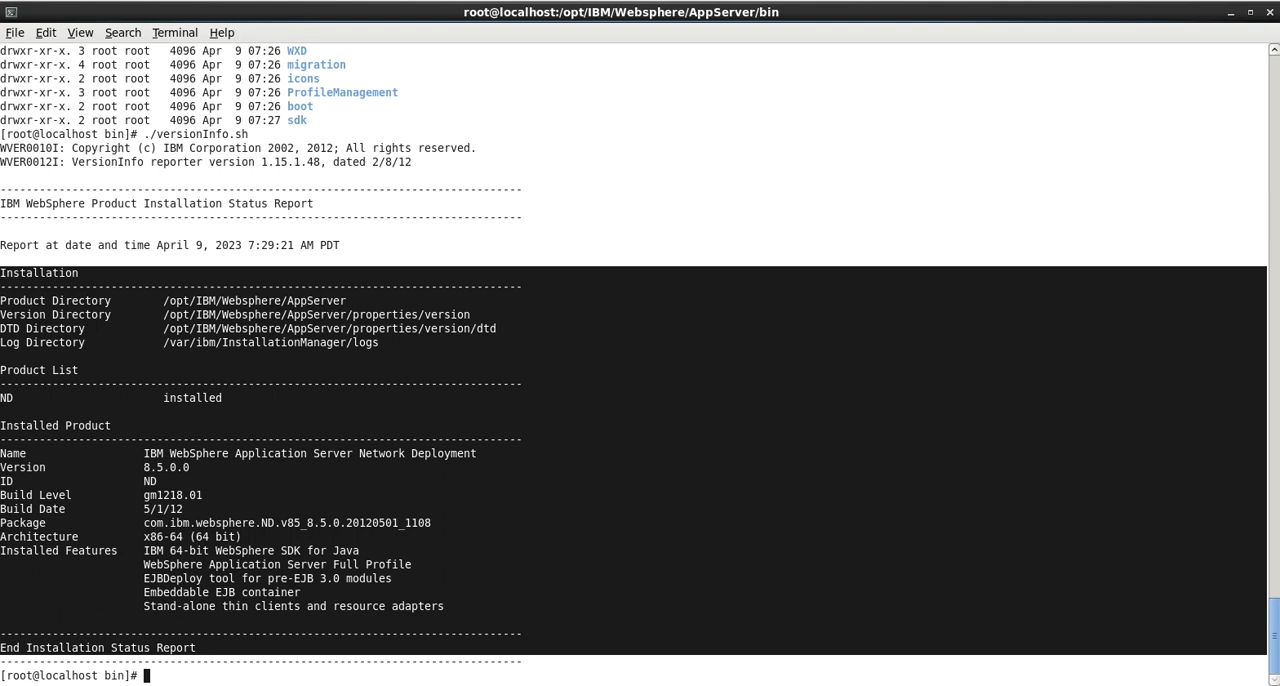 root@localhost:/opt/IBM/Websphere/AppServer/bin
File Edit View Search Terminal Help
drwxr-xr-x. 3 root root   4096 Apr  9 07:26 WXD
drwxr-xr-x. 4 root root   4096 Apr  9 07:26 migration
drwxr-xr-x. 2 root root   4096 Apr  9 07:26 icons
drwxr-xr-x. 3 root root   4096 Apr  9 07:26 ProfileManagement
drwxr-xr-x. 2 root root   4096 Apr  9 07:26 boot
drwxr-xr-x. 2 root root   4096 Apr  9 07:27 sdk
[root@localhost bin]# ./versionInfo.sh
WVER0010I: Copyright (c) IBM Corporation 2002, 2012; All rights reserved.
WVER0012I: VersionInfo reporter version 1.15.1.48, dated 2/8/12
--------------------------------------------------------------------------------
IBM WebSphere Product Installation Status Report
--------------------------------------------------------------------------------
Report at date and time April 9, 2023 7:29:21 AM PDT
Installation
--------------------------------------------------------------------------------
Product Directory        /opt/IBM/Websphere/AppServer
Version Directory        /opt/IBM/Websphere/AppServer/properties/version
DTD Directory            /opt/IBM/Websphere/AppServer/properties/version/dtd
Log Directory            /var/ibm/InstallationManager/logs
Product List
--------------------------------------------------------------------------------
ND                       installed
Installed Product
--------------------------------------------------------------------------------
Name                  IBM WebSphere Application Server Network Deployment
Version               8.5.0.0
ID                    ND
Build Level           gm1218.01
Build Date            5/1/12
Package               com.ibm.websphere.ND.v85_8.5.0.20120501_1108
Architecture          x86-64 (64 bit)
Installed Features    IBM 64-bit WebSphere SDK for Java
                      WebSphere Application Server Full Profile
                      EJBDeploy tool for pre-EJB 3.0 modules
                      Embeddable EJB container
                      Stand-alone thin clients and resource adapters
--------------------------------------------------------------------------------
End Installation Status Report
--------------------------------------------------------------------------------
[root@localhost bin]#